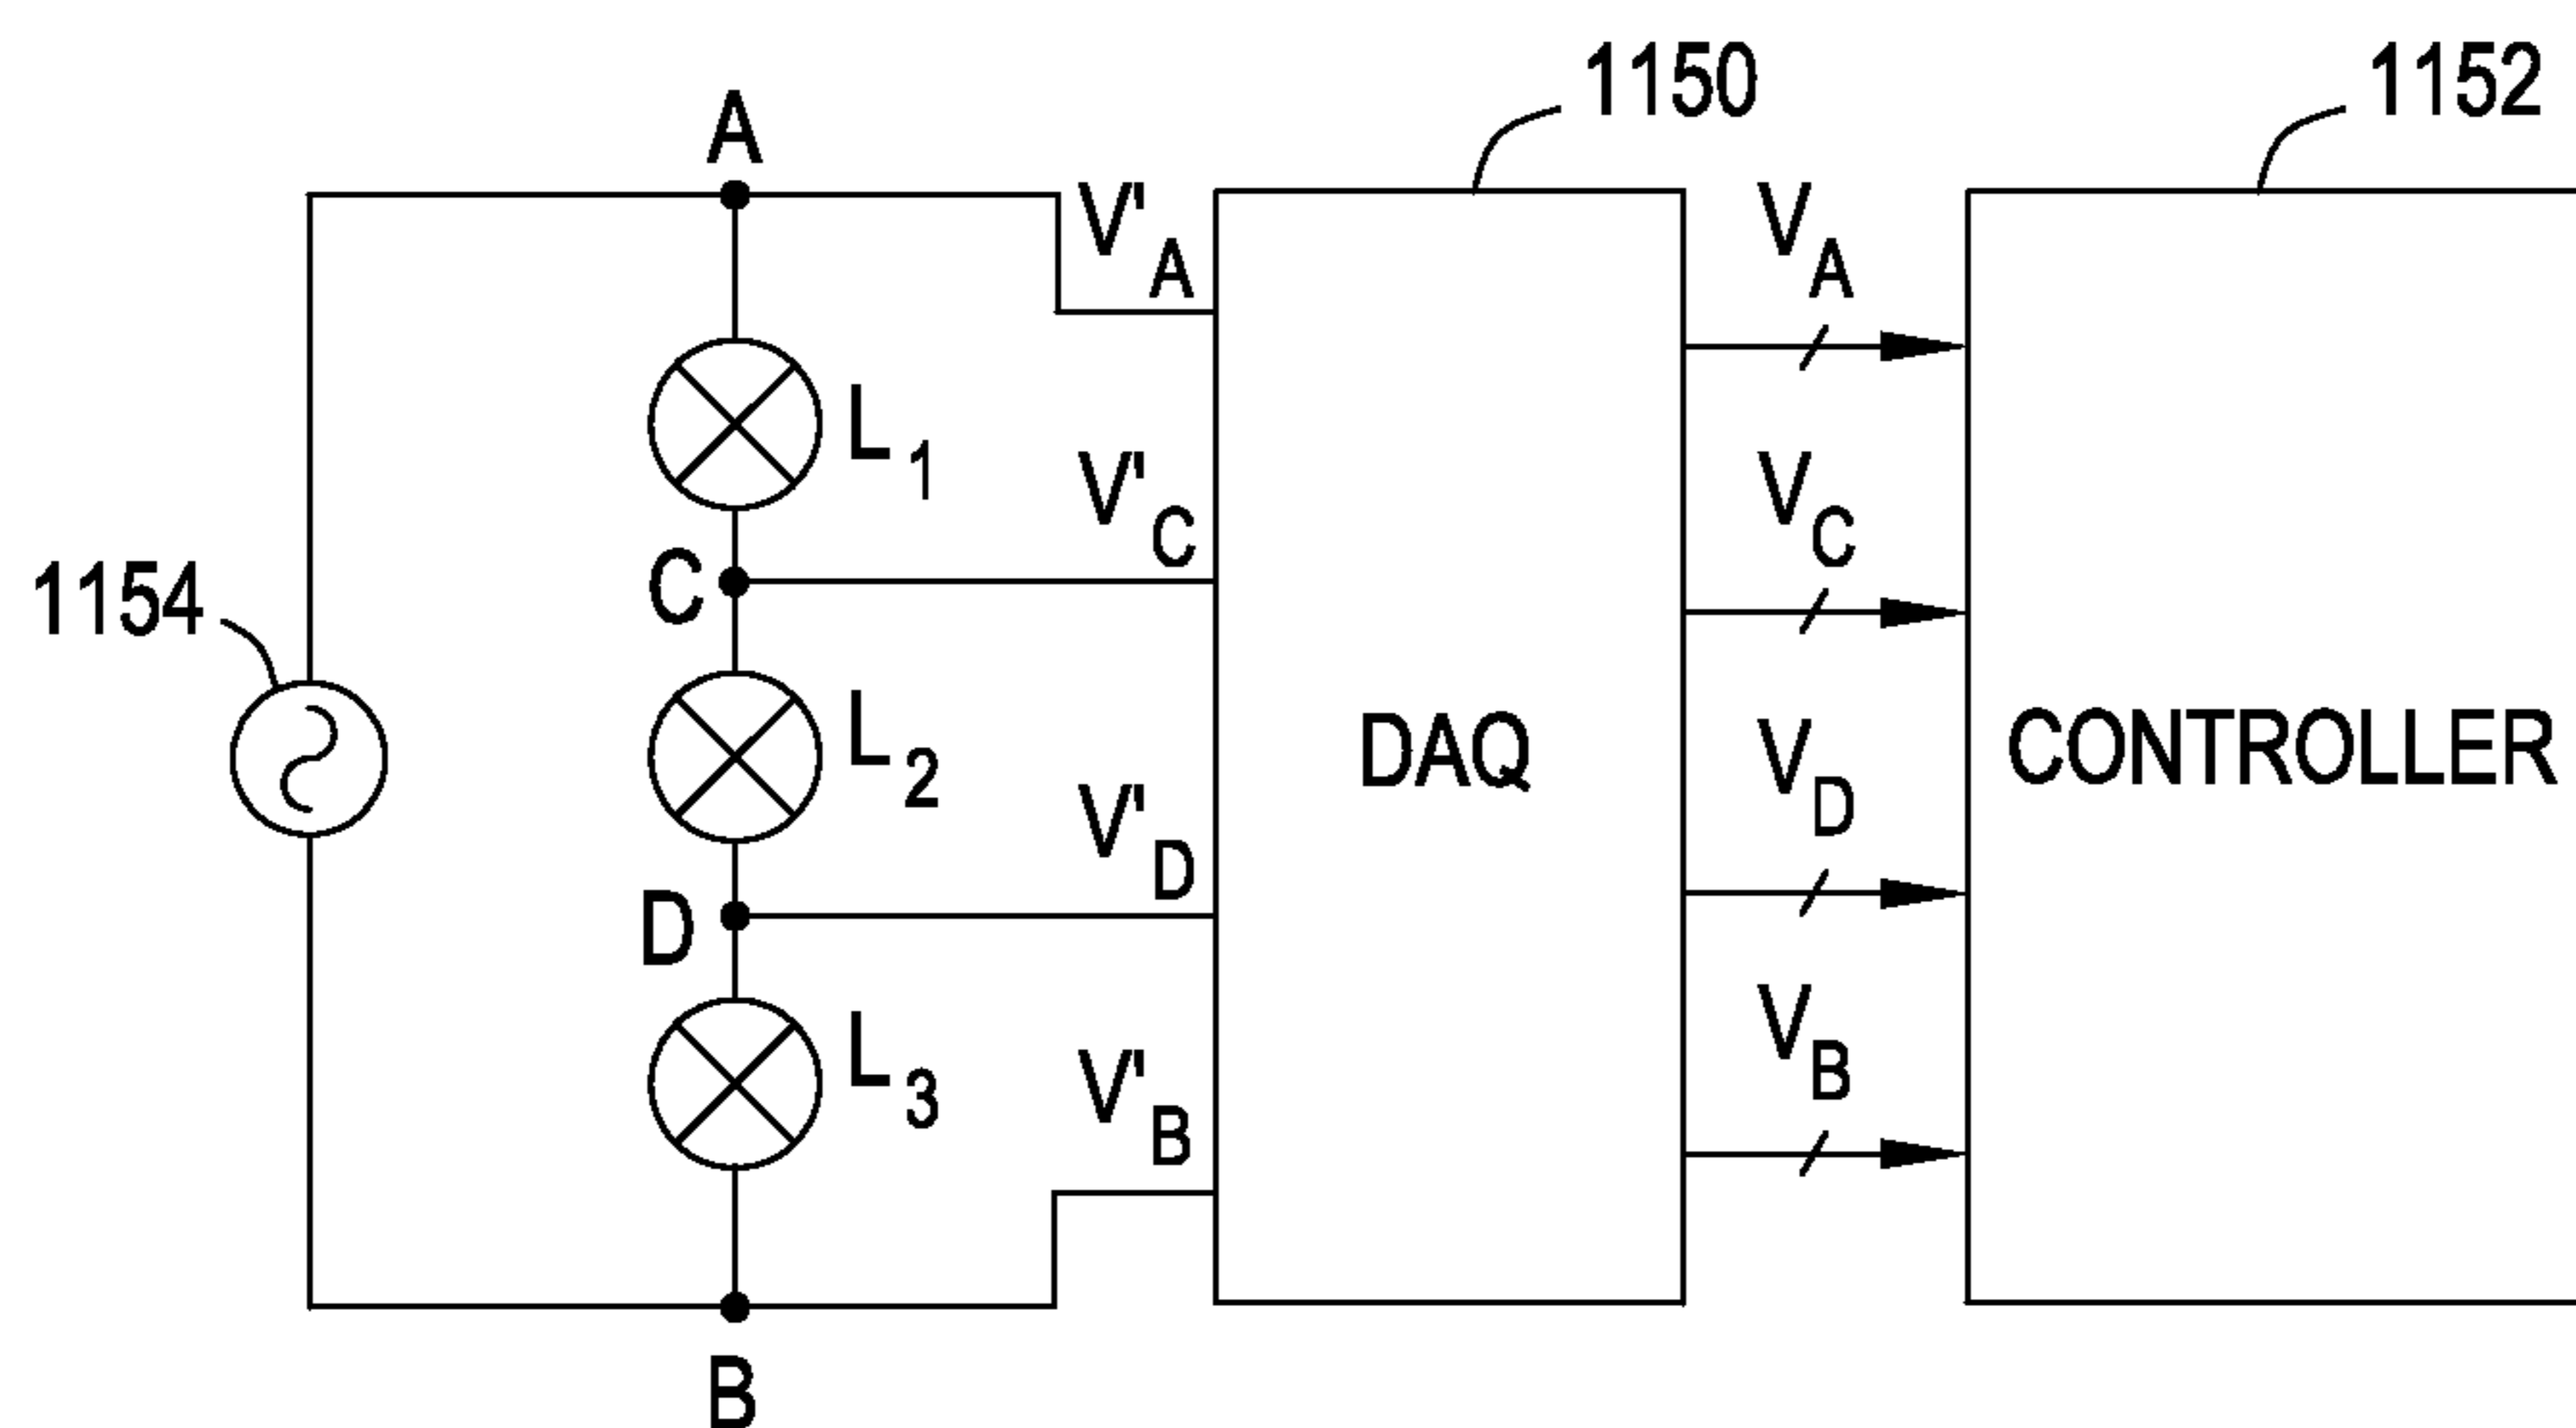 1150
1152
A
V'A
VA
L1
V'C
VC
C
1154
L2
DAQ
VD
CONTROLLER
V'D
D
L3
V'B
VB
B